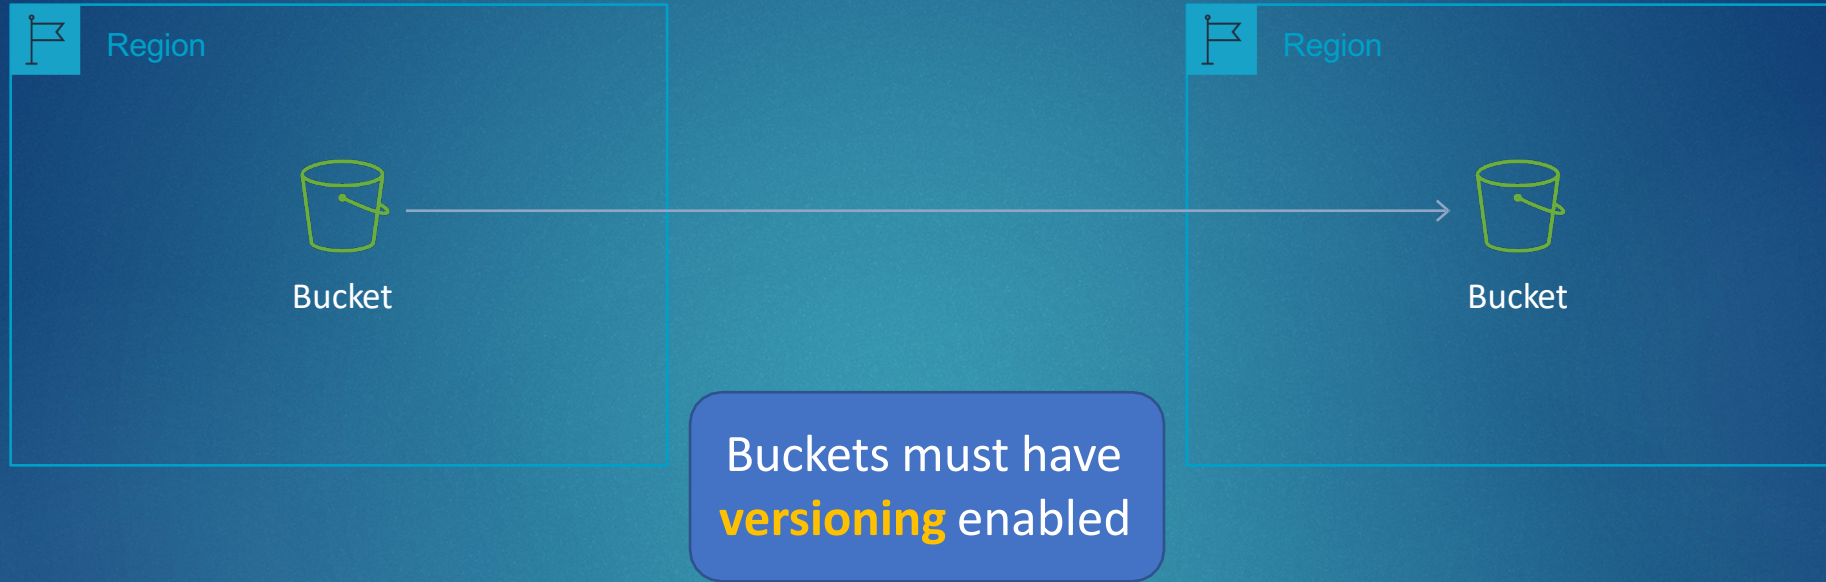 Region
Region
Bucket
Bucket
Buckets must have
versioning enabled